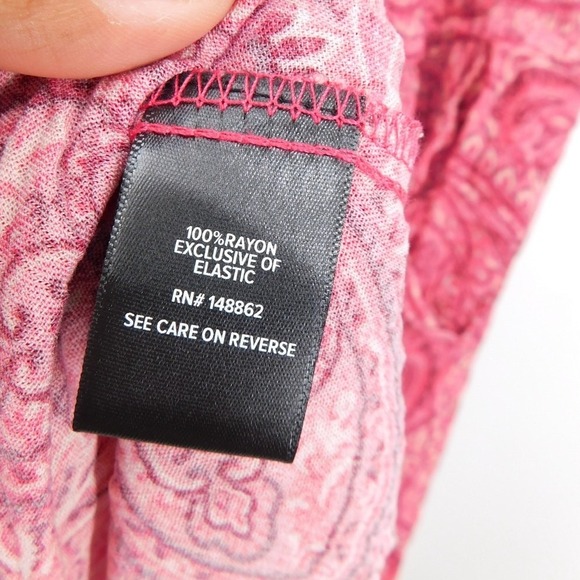 100%RAYON
EXCLUSIVE OF
ELASTIC
RN# 148862
SEE CARE ON REVERSE